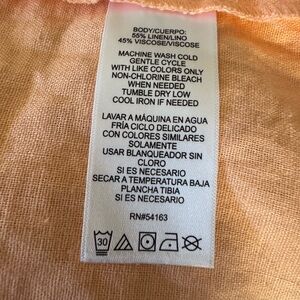 BODY/CUERPO:
55% LINEN/LINO
45% VISCOSE/VISCOSE
MACHINE WASH COLD
GENTLE CYCLE
WITH LIKE COLORS ONLY
NON-CHLORINE BLEACH
WHEN NEEDED
TUMBLE DRY LOW
COOL IRON IF NEEDED
LAVAR A MÁQUINA EN AGUA
FRÍA CICLO DELICADO
CON COLORES SIMILARES
SOLAMENTE
USAR BLANQUEADOR SIN
CLORO
SI ES NECESARIO
SECAR A TEMPERATURA BAJA
PLANCHA TIBIA
SI ES NECESARIO
RN#54163
30